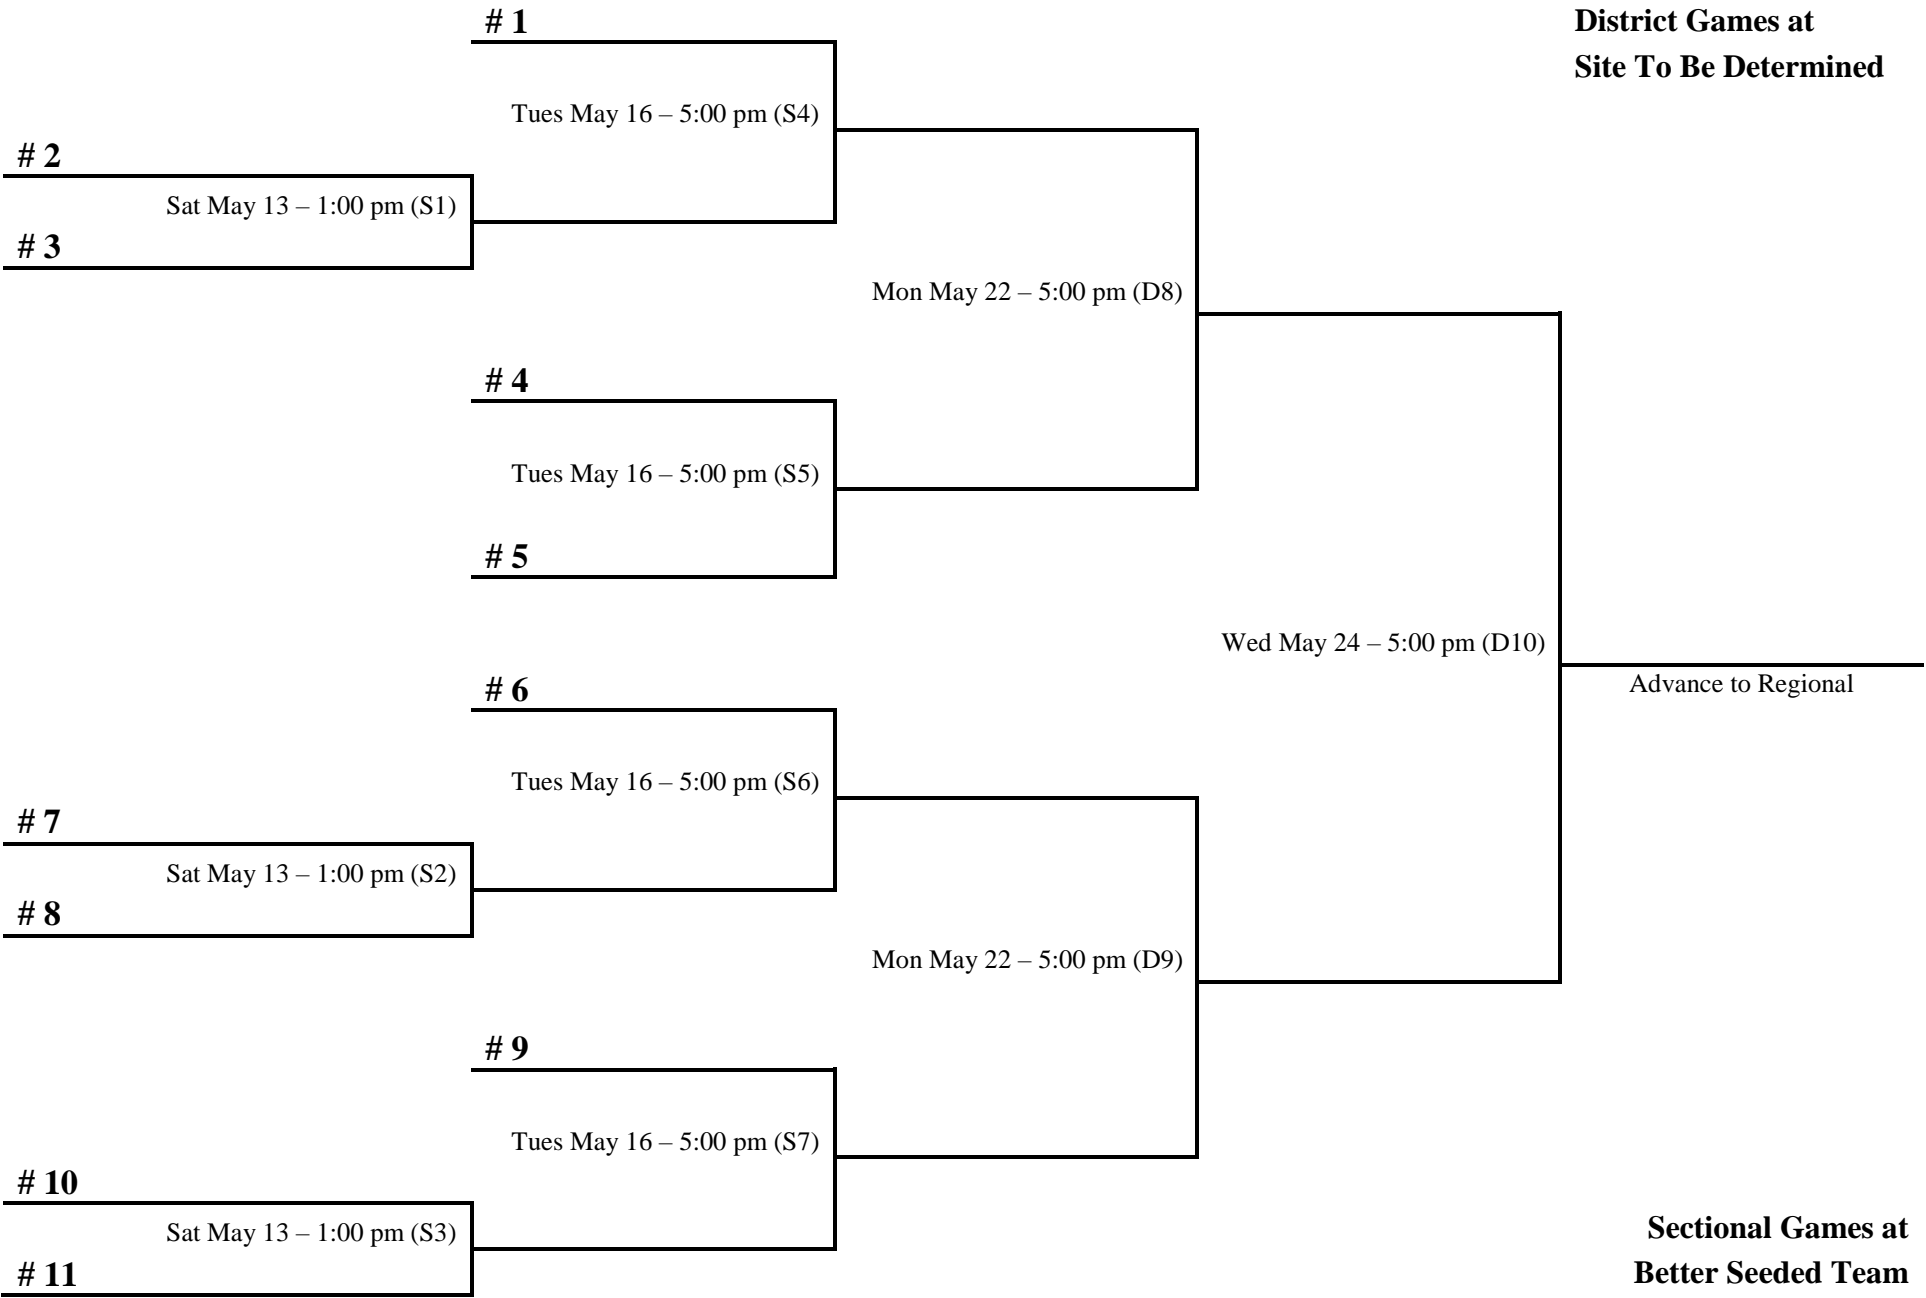 # 1
District Games at
Site To Be Determined
Tues May 16 – 5:00 pm (S4)
# 2
Sat May 13 – 1:00 pm (S1)
# 3
Mon May 22 – 5:00 pm (D8)
# 4
Tues May 16 – 5:00 pm (S5)
# 5
Wed May 24 – 5:00 pm (D10)
Advance to Regional
# 6
Tues May 16 – 5:00 pm (S6)
# 7
Sat May 13 – 1:00 pm (S2)
# 8
Mon May 22 – 5:00 pm (D9)
# 9
Tues May 16 – 5:00 pm (S7)
# 10
Sat May 13 – 1:00 pm (S3)
# 11
Sectional Games at
Better Seeded Team